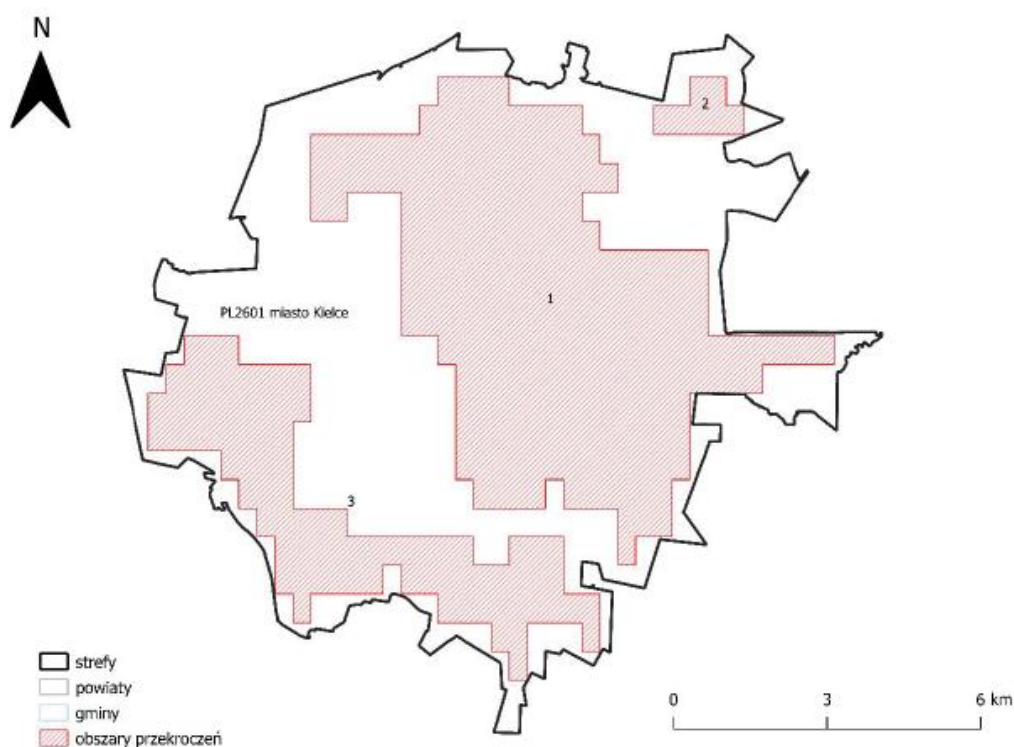 N
2
1
PL2601 miasto Kielce
3
strefy
powiaty
gminy
obszary przekroczeń
0 3 6 km